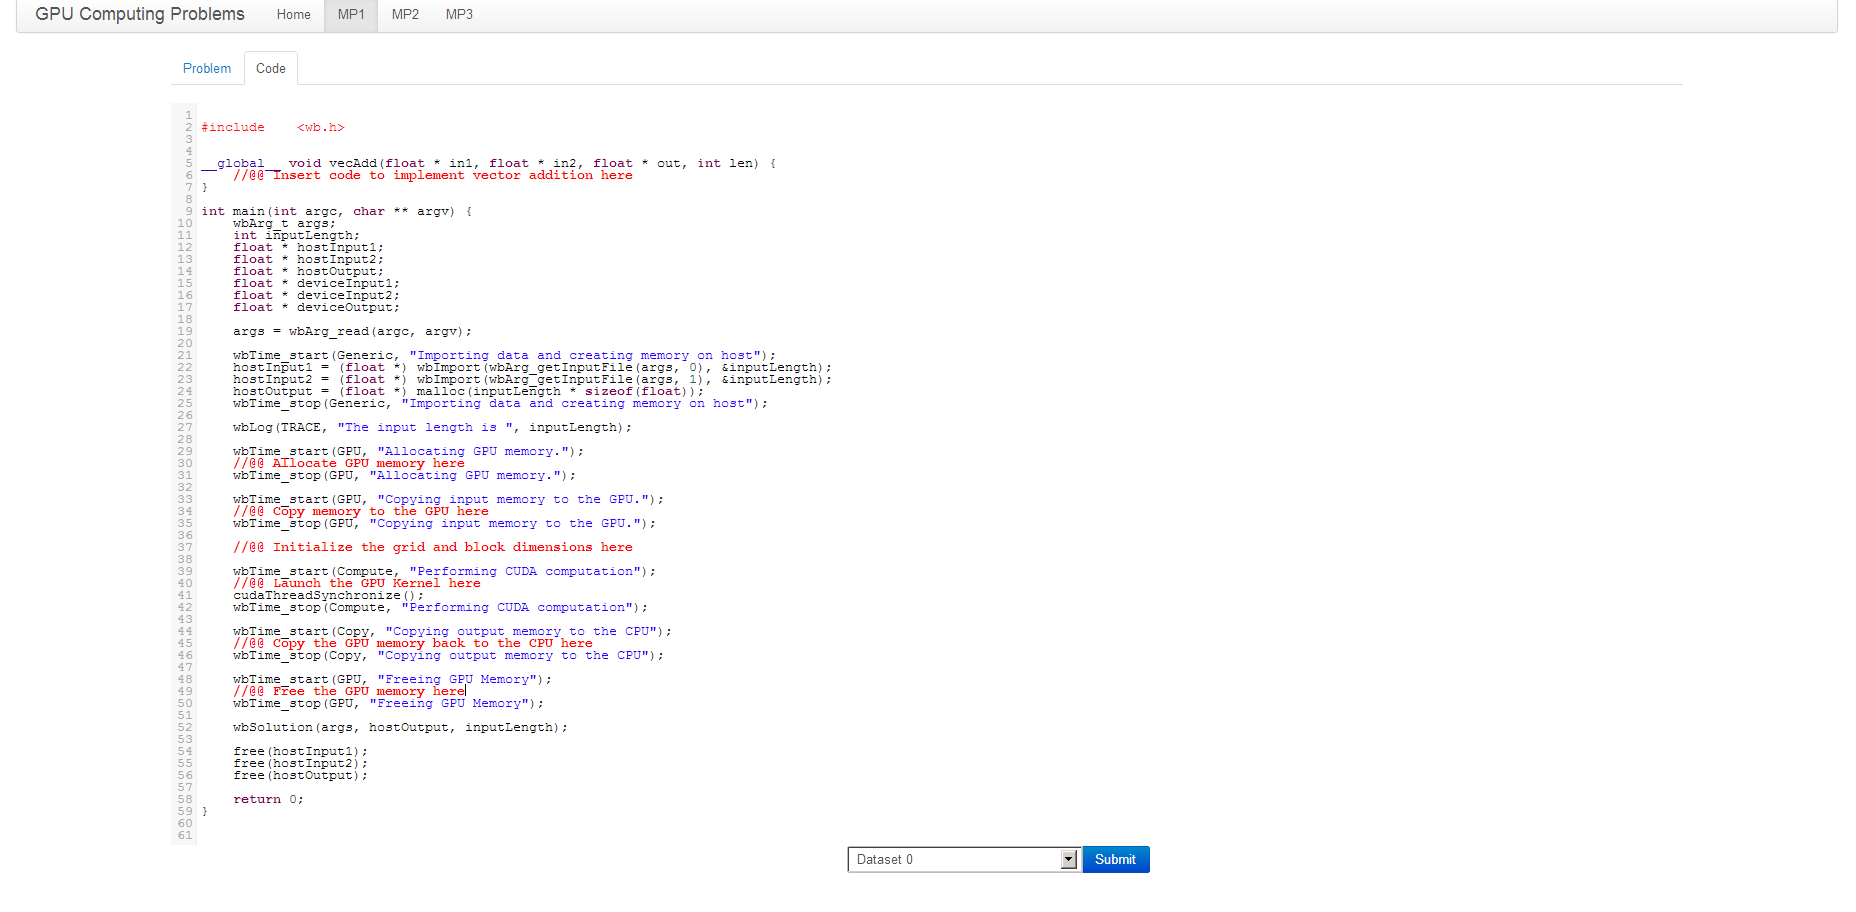 GPU Computing Problems Home MP1 MP2 MP3
Problem Code
1
2 #include    <wb.h>
3
4
5 __global__ void vecAdd(float * in1, float * in2, float * out, int len) {
6     //@@ Insert code to implement vector addition here
7 }
8
9 int main(int argc, char ** argv) {
10     wbArg_t args;
11     int inputLength;
12     float * hostInput1;
13     float * hostInput2;
14     float * hostOutput;
15     float * deviceInput1;
16     float * deviceInput2;
17     float * deviceOutput;
18
19     args = wbArg_read(argc, argv);
20
21     wbTime_start(Generic, "Importing data and creating memory on host");
22     hostInput1 = (float *) wbImport(wbArg_getInputFile(args, 0), &inputLength);
23     hostInput2 = (float *) wbImport(wbArg_getInputFile(args, 1), &inputLength);
24     hostOutput = (float *) malloc(inputLength * sizeof(float));
25     wbTime_stop(Generic, "Importing data and creating memory on host");
26
27     wbLog(TRACE, "The input length is ", inputLength);
28
29     wbTime_start(GPU, "Allocating GPU memory.");
30     //@@ Allocate GPU memory here
31     wbTime_stop(GPU, "Allocating GPU memory.");
32
33     wbTime_start(GPU, "Copying input memory to the GPU.");
34     //@@ Copy memory to the GPU here
35     wbTime_stop(GPU, "Copying input memory to the GPU.");
36
37     //@@ Initialize the grid and block dimensions here
38
39     wbTime_start(Compute, "Performing CUDA computation");
40     //@@ Launch the GPU Kernel here
41     cudaThreadSynchronize();
42     wbTime_stop(Compute, "Performing CUDA computation");
43
44     wbTime_start(Copy, "Copying output memory to the CPU");
45     //@@ Copy the GPU memory back to the CPU here
46     wbTime_stop(Copy, "Copying output memory to the CPU");
47
48     wbTime_start(GPU, "Freeing GPU Memory");
49     //@@ Free the GPU memory here
50     wbTime_stop(GPU, "Freeing GPU Memory");
51
52     wbSolution(args, hostOutput, inputLength);
53
54     free(hostInput1);
55     free(hostInput2);
56     free(hostOutput);
57
58     return 0;
59 }
60
61
Dataset 0 Submit